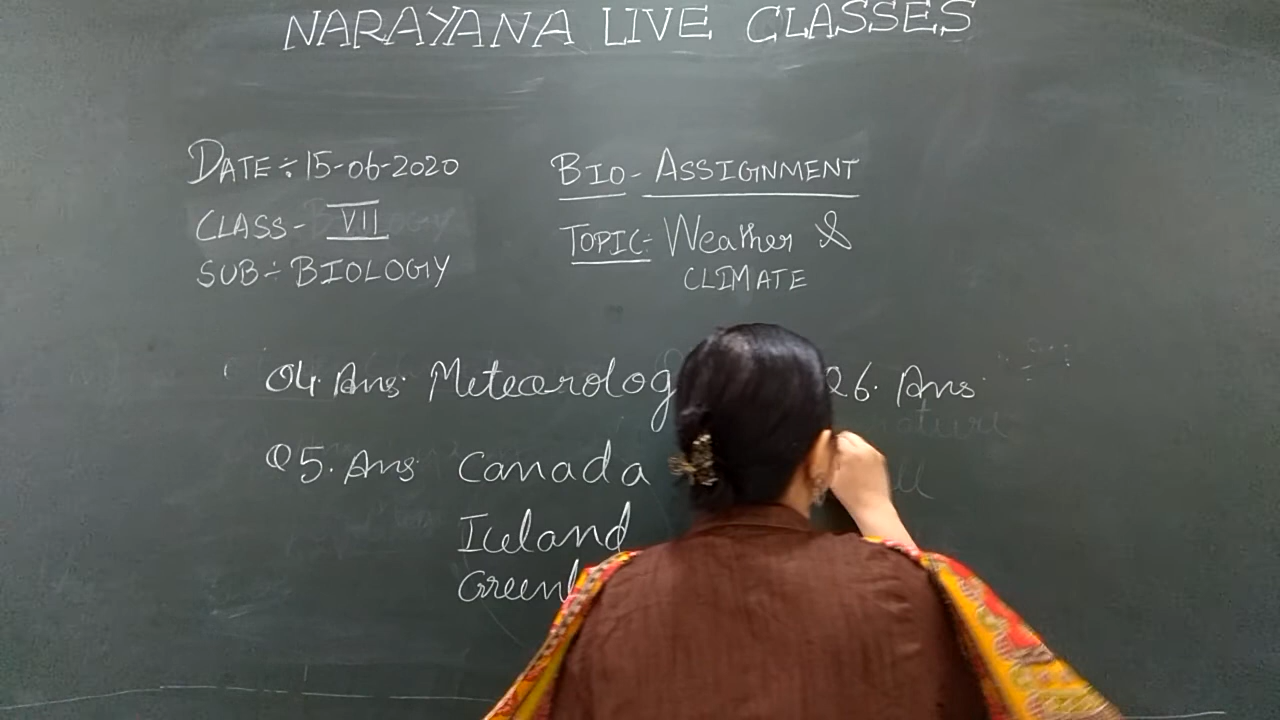 NARAYANA LIVE CLASSES
DATE:- 15-06-2020
CLASS- VII
SUB:- BIOLOGY
BIO-ASSIGNMENT
TOPIC:- Weather &
CLIMATE
Q4. Ans. Meteorolog
Q6. Ans.
Q5. Ans. Canada
Iceland
Greenl